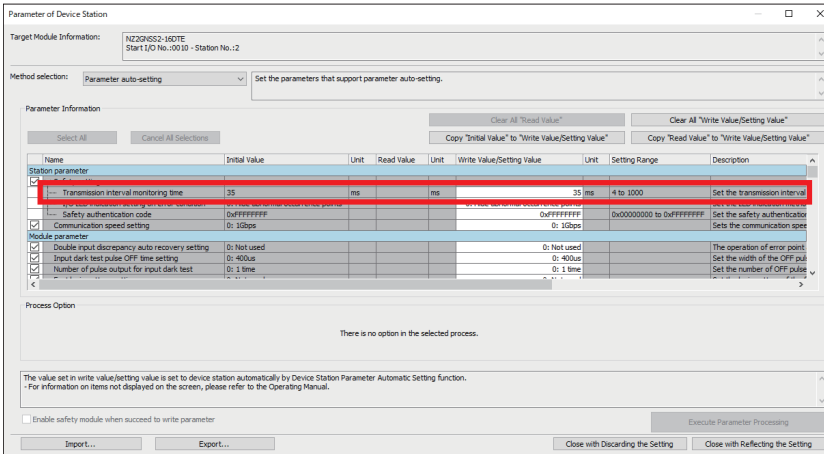 Parameter of Device Station
Target Module Information:
NZ2GNSS2-16DTE
Start I/O No.:0010 - Station No.:2
Method selection: Parameter auto-setting Set the parameters that support parameter auto-setting.
Parameter Information
Clear All "Read Value" Clear All "Write Value/Setting Value"
Select All Cancel All Selections Copy "Initial Value" to "Write Value/Setting Value" Copy "Read Value" to "Write Value/Setting Value"
Name Initial Value Unit Read Value Unit Write Value/Setting Value Unit Setting Range Description
Station parameter
Transmission interval monitoring time 35 ms ms 35 ms 4 to 1000 Set the transmission interval
Safety authentication code 0xFFFFFFFF 0xFFFFFFFF 0x00000000 to 0xFFFFFFFF Set the safety authentication
Communication speed setting 0: 1Gbps 0: 1Gbps Sets the communication spee
Module parameter
Double input discrepancy auto recovery setting 0: Not used 0: Not used The operation of error point
Input dark test pulse OFF time setting 0: 400us 0: 400us Set the width of the OFF pul
Number of pulse output for input dark test 0: 1 time 0: 1 time Set the number of OFF pulse
Process Option
There is no option in the selected process.
The value set in write value/setting value is set to device station automatically by Device Station Parameter Automatic Setting function.
-For information on items not displayed on the screen, please refer to the Operating Manual.
Enable safety module when succeed to write parameter
Execute Parameter Processing
Import... Export... Close with Discarding the Setting Close with Reflecting the Setting